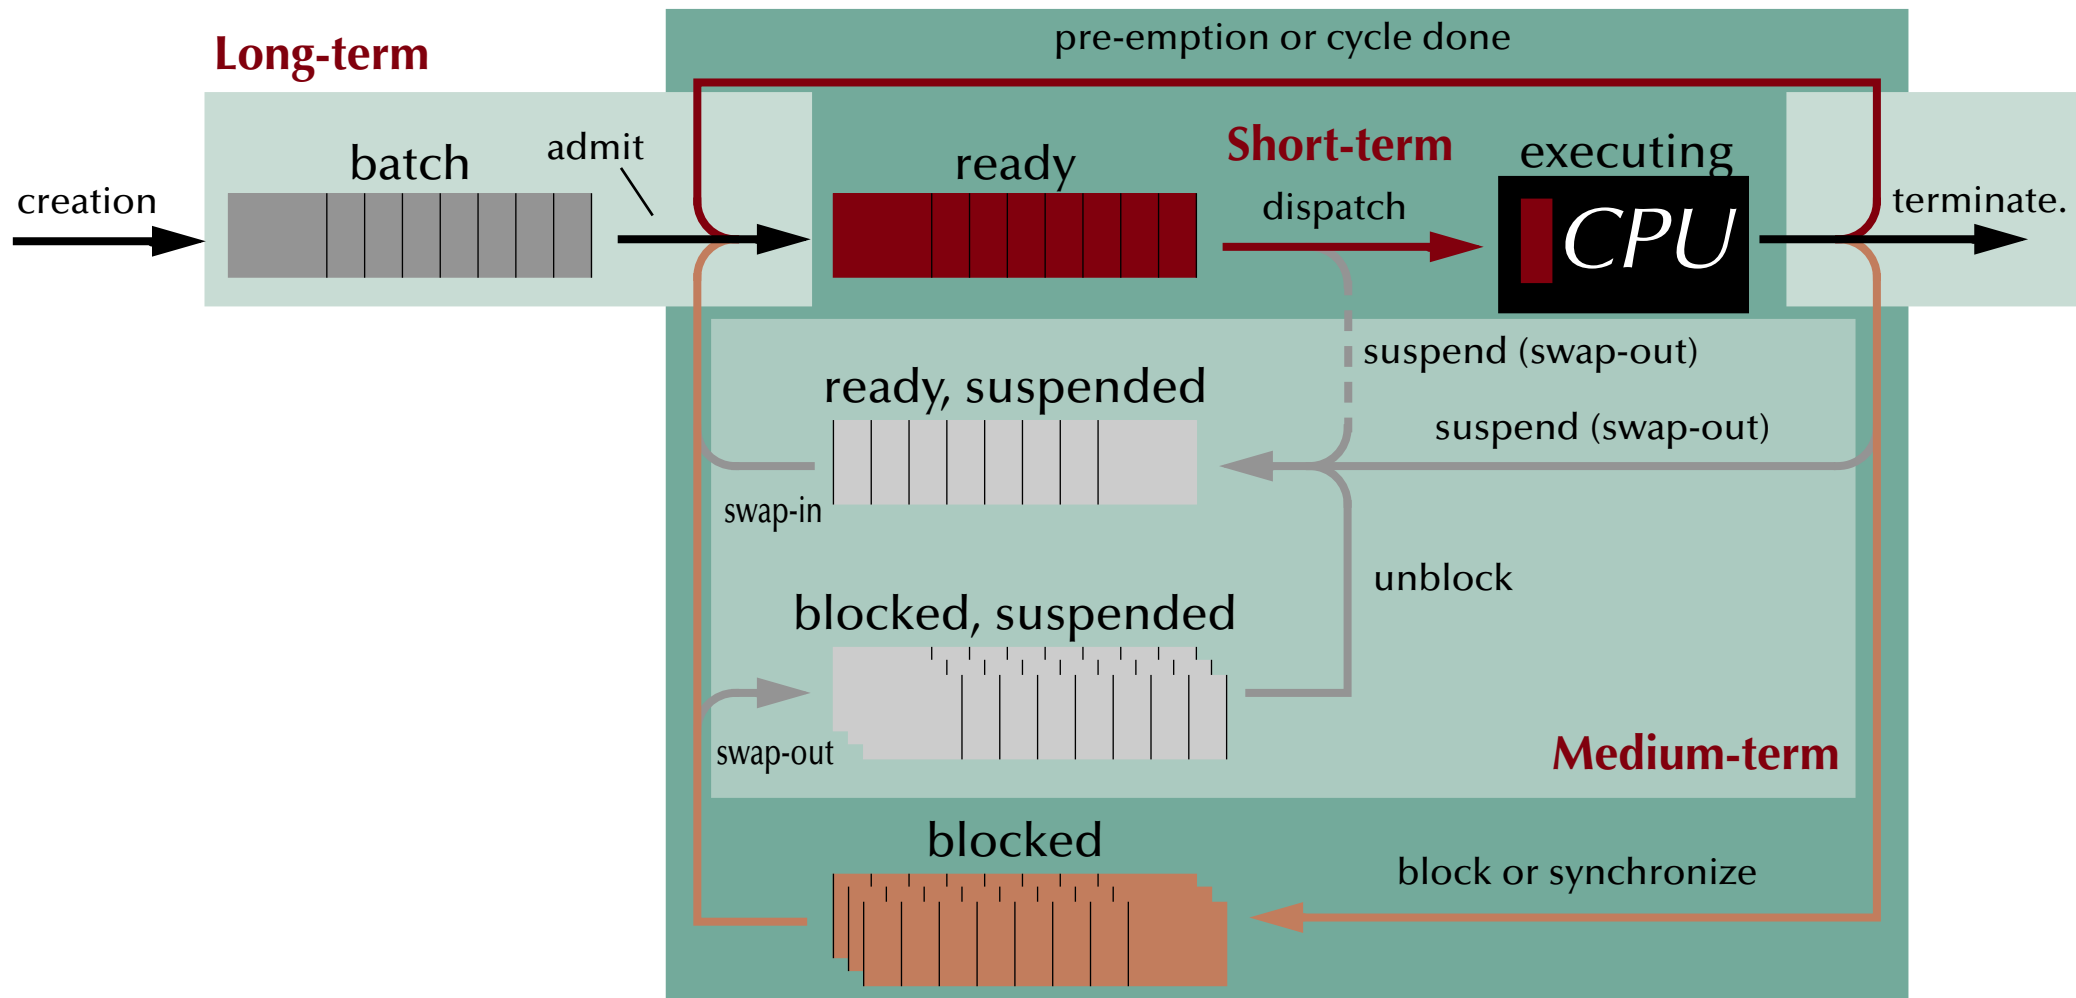 pre-emption or cycle done
Long-term
batch
admit
ready
Short-term
executing
creation
dispatch
CPU
terminate.
suspend (swap-out)
ready, suspended
suspend (swap-out)
swap-in
unblock
blocked, suspended
swap-out
Medium-term
blocked
block or synchronize